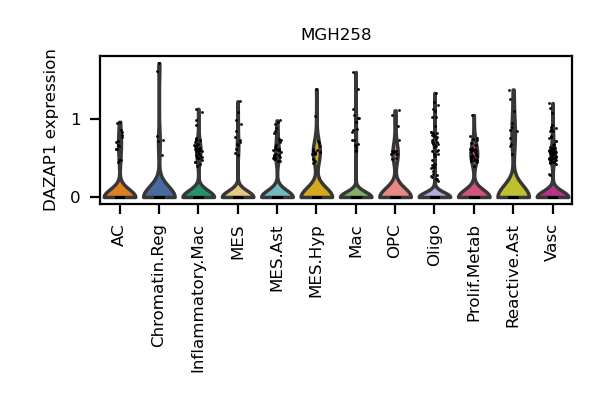 MGH258
DAZAP1 expression
1
0
AC
Chromatin.Reg
Inflammatory.Mac
MES
MES.Ast
MES.Hyp
Mac
OPC
Oligo
Prolif.Metab
Reactive.Ast
Vasc